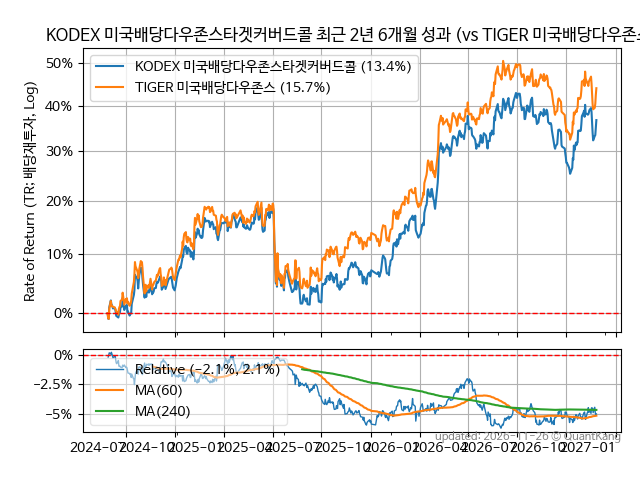 KODEX 미국배당다우존스타겟커버드콜 최근 2년 6개월 성과 (vs TIGER 미국배당다우존스
KODEX 미국배당다우존스타겟커버드콜 (13.4%)
TIGER 미국배당다우존스 (15.7%)
Rate of Return (TR: 배당재투자, Log)
50%
40%
30%
20%
10%
0%
0%
−2.5%
−5%
Relative (−2.1%, 2.1%)
MA(60)
MA(240)
updated: 2026-11-26 © QuantKang
2024-07 2024-10 2025-01 2025-04 2025-07 2025-10 2026-01 2026-04 2026-07 2026-10 2027-01